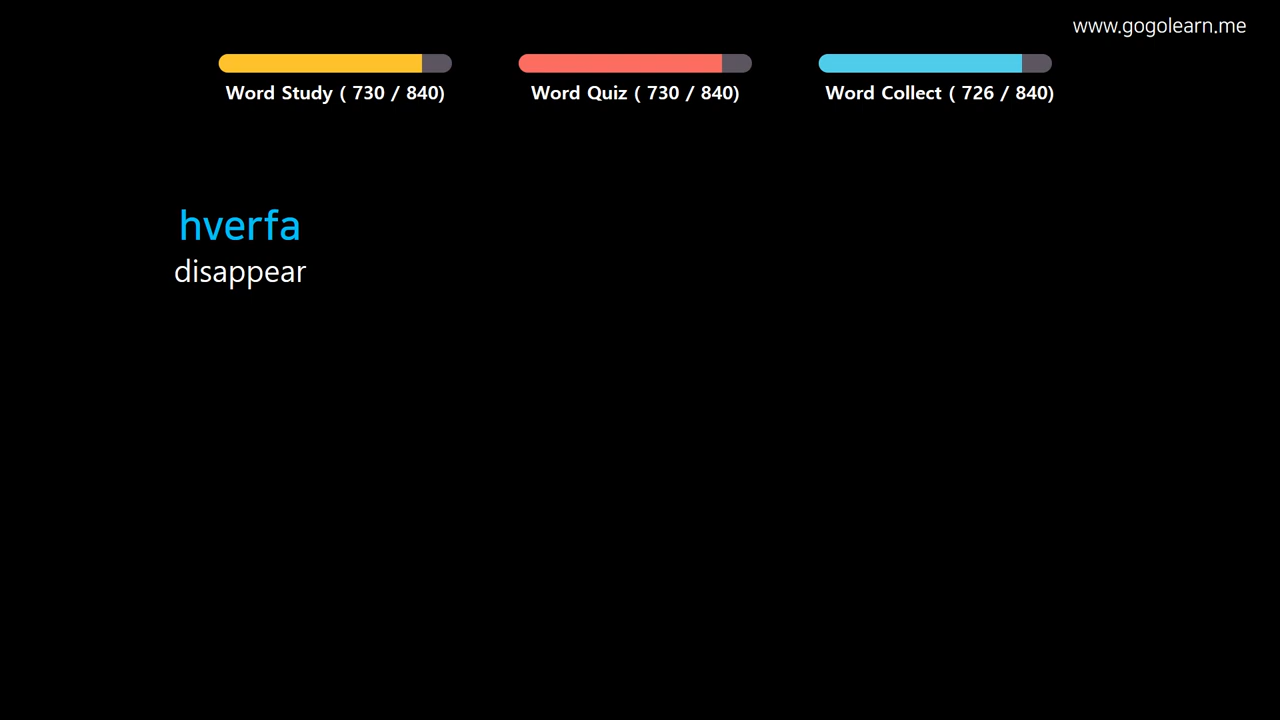 www.gogolearn.me
Word Study ( 730 / 840)
Word Quiz ( 730 / 840)
Word Collect ( 726 / 840)
hverfa
disappear